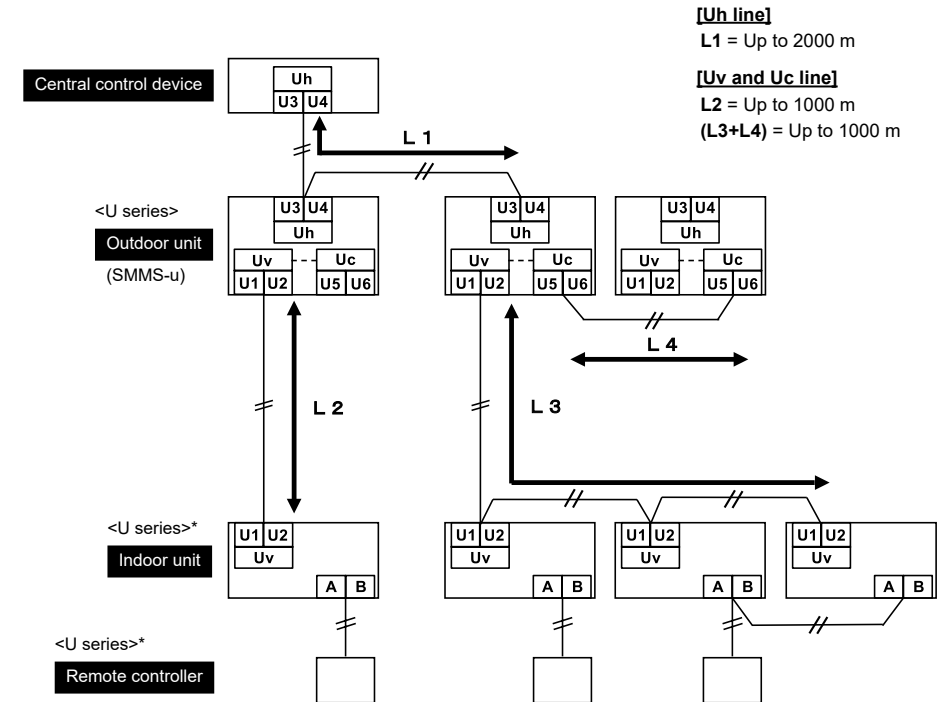 [Uh line]
L1 = Up to 2000 m
[Uv and Uc line]
L2 = Up to 1000 m
(L3+L4) = Up to 1000 m
Central control device
Uh
U3 U4
L 1
<U series>
Outdoor unit
(SMMS-u)
U3 U4
Uh
Uv Uc
U1 U2 U5 U6
U3 U4
Uh
Uv Uc
U1 U2 U5 U6
U3 U4
Uh
Uv Uc
U1 U2 U5 U6
L 4
L 2
L 3
<U series>*
Indoor unit
U1 U2
Uv
A B
U1 U2
Uv
A B
U1 U2
Uv
A B
U1 U2
Uv
A B
<U series>*
Remote controller